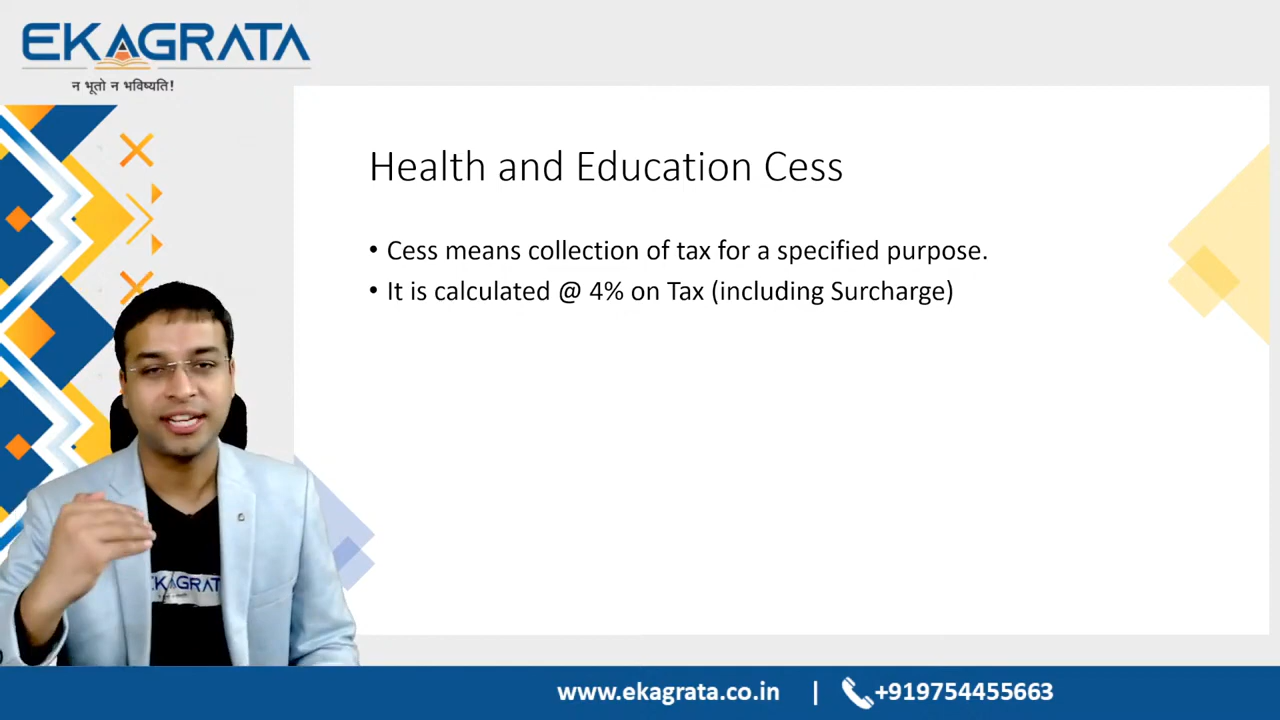 EKAGRATA
न भूतो न भविष्यति!
Health and Education Cess
• Cess means collection of tax for a specified purpose.
• It is calculated @ 4% on Tax (including Surcharge)
EKAGRATA
www.ekagrata.co.in | +919754455663